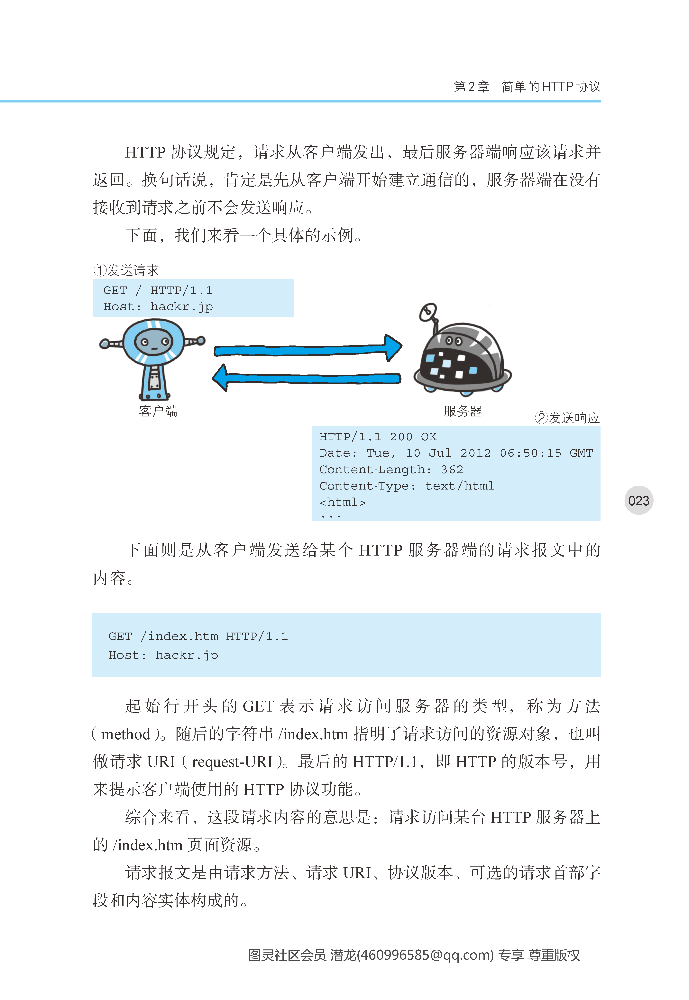 第2章 简单的HTTP协议
HTTP 协议规定，请求从客户端发出，最后服务器端响应该请求并
返回。换句话说，肯定是先从客户端开始建立通信的，服务器端在没有
接收到请求之前不会发送响应。
下面，我们来看一个具体的示例。
①发送请求
GET / HTTP/1.1
Host: hackr.jp
客户端
服务器
②发送响应
HTTP/1.1 200 OK
Date: Tue, 10 Jul 2012 06:50:15 GMT
Content-Length: 362
Content-Type: text/html
<html>
...
023
下面则是从客户端发送给某个 HTTP 服务器端的请求报文中的
内容。
GET /index.htm HTTP/1.1
Host: hackr.jp
起始行开头的 GET 表示请求访问服务器的类型，称为方法
（method）。随后的字符串 /index.htm 指明了请求访问的资源对象，也叫
做请求 URI（request-URI）。最后的 HTTP/1.1，即 HTTP 的版本号，用
来提示客户端使用的 HTTP 协议功能。
综合来看，这段请求内容的意思是：请求访问某台 HTTP 服务器上
的 /index.htm 页面资源。
请求报文是由请求方法、请求 URI、协议版本、可选的请求首部字
段和内容实体构成的。
图灵社区会员 潜龙(460996585@qq.com) 专享 尊重版权